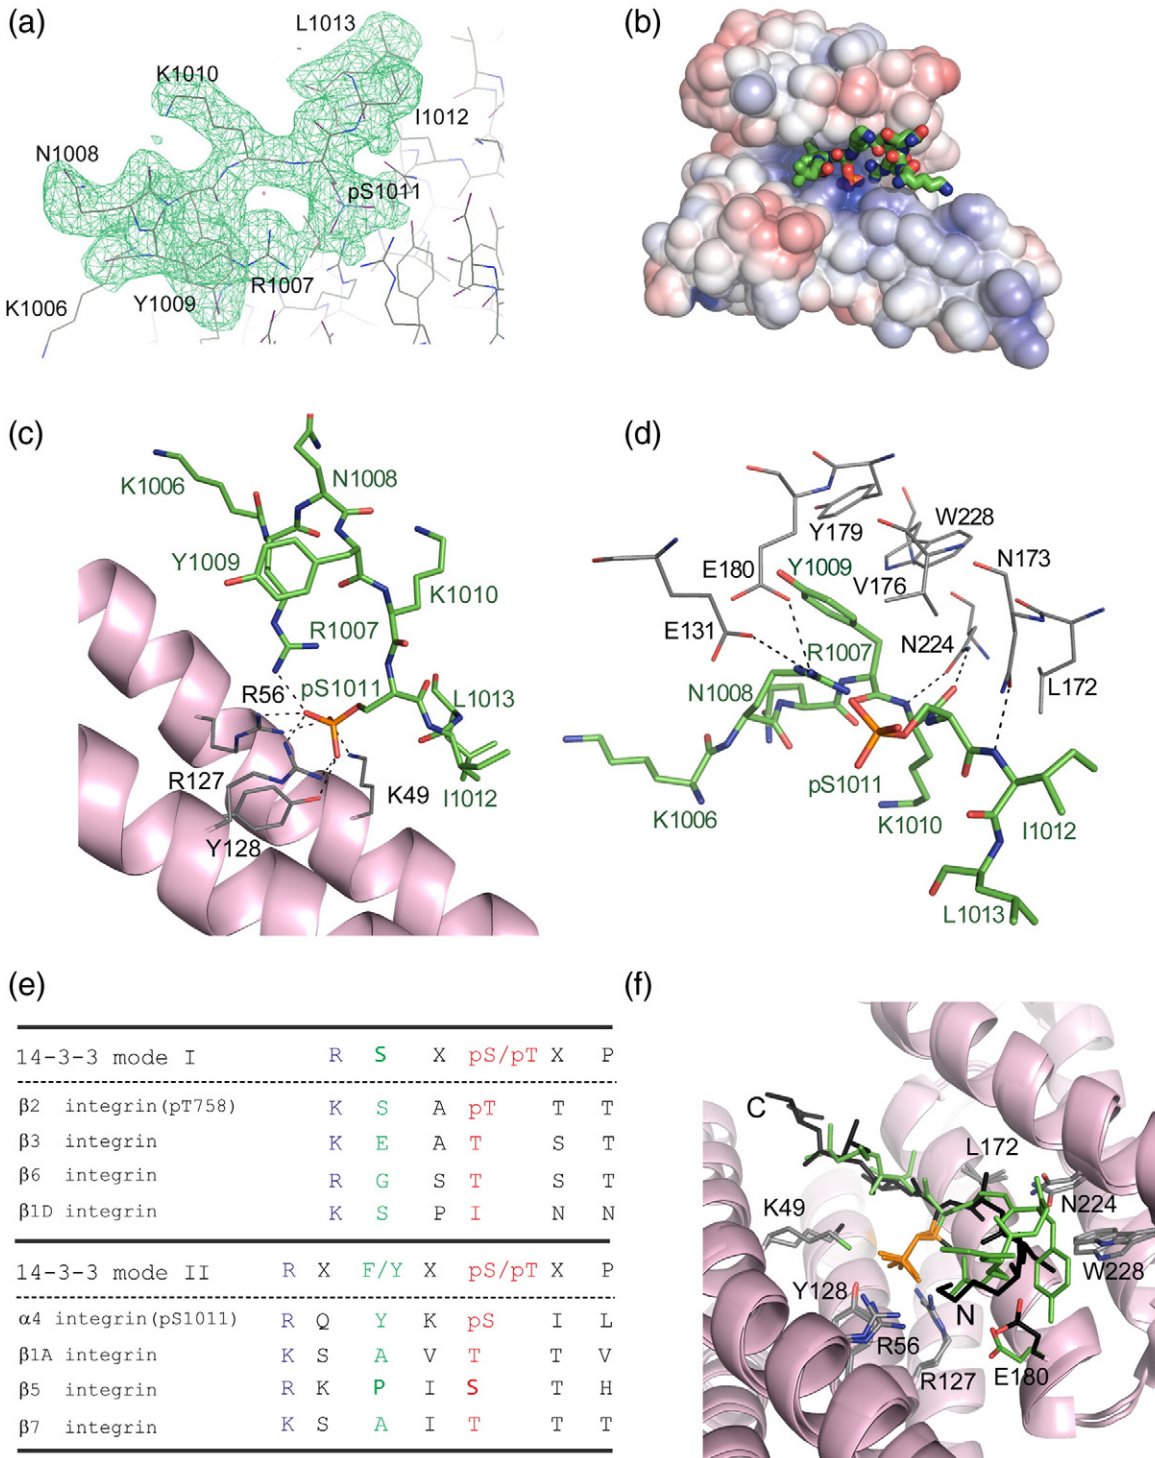 (a)
L1013
K1010
I1012
N1008
pS1011
R1007
Y1009
K1006
(b)
(c)
K1006
N1008
Y1009
K1010
R1007
pS1011
R56
L1013
R127
K49
I1012
Y128
(d)
Y179
W228
E180
Y1009
N173
V176
E131
R1007
N224
N1008
L172
pS1011
K1006
K1010
I1012
L1013
(e)
14-3-3 mode I R S X pS/pT X P
β2 integrin(pT758) K S A pT T T
β3 integrin K E A T S T
β6 integrin R G S T S T
β1D integrin K S P I N N
14-3-3 mode II R X F/Y X pS/pT X P
α4 integrin(pS1011) R Q Y K pS I L
β1A integrin K S A V T T V
β5 integrin R K P I S T H
β7 integrin K S A I T T T
(f)
C
L172
K49
N224
W228
Y128
N
R56
R127
E180